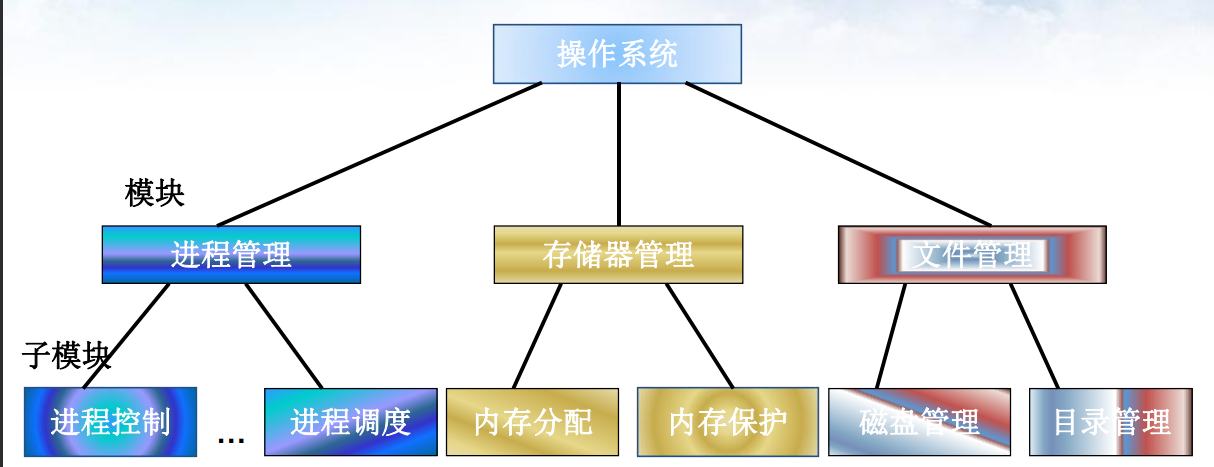 操作系统
模块
进程管理
存储器管理
文件管理
子模块
进程控制
...
进程调度
内存分配
内存保护
磁盘管理
目录管理